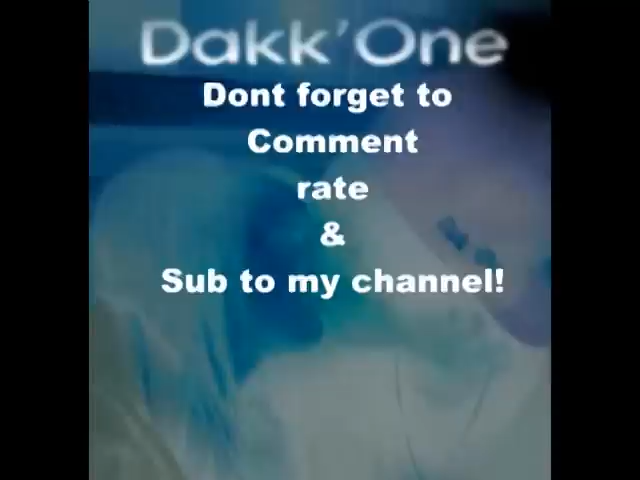 Dakk'One
Dont forget to
Comment
rate
&
Sub to my channel!